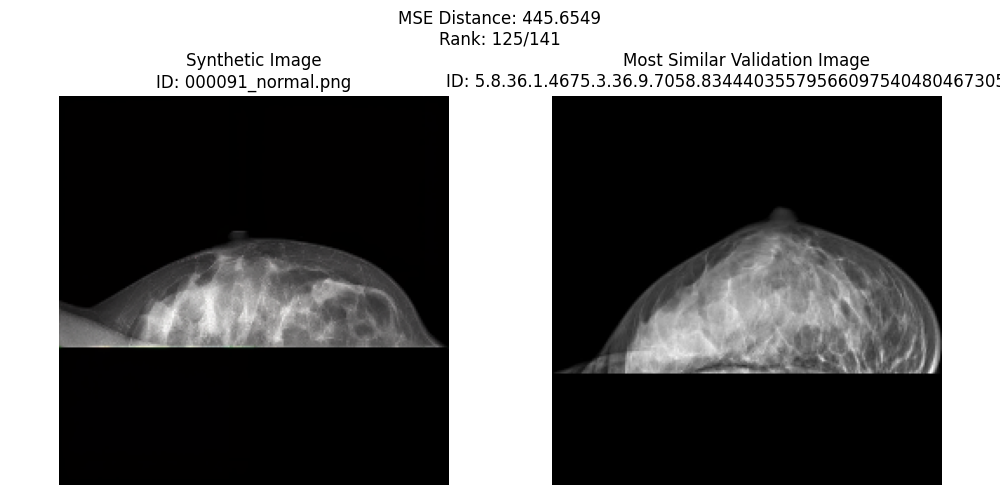 MSE Distance: 445.6549
Rank: 125/141
Synthetic Image
ID: 000091_normal.png
Most Similar Validation Image
ID: 5.8.36.1.4675.3.36.9.7058.83444035579566097540480467305